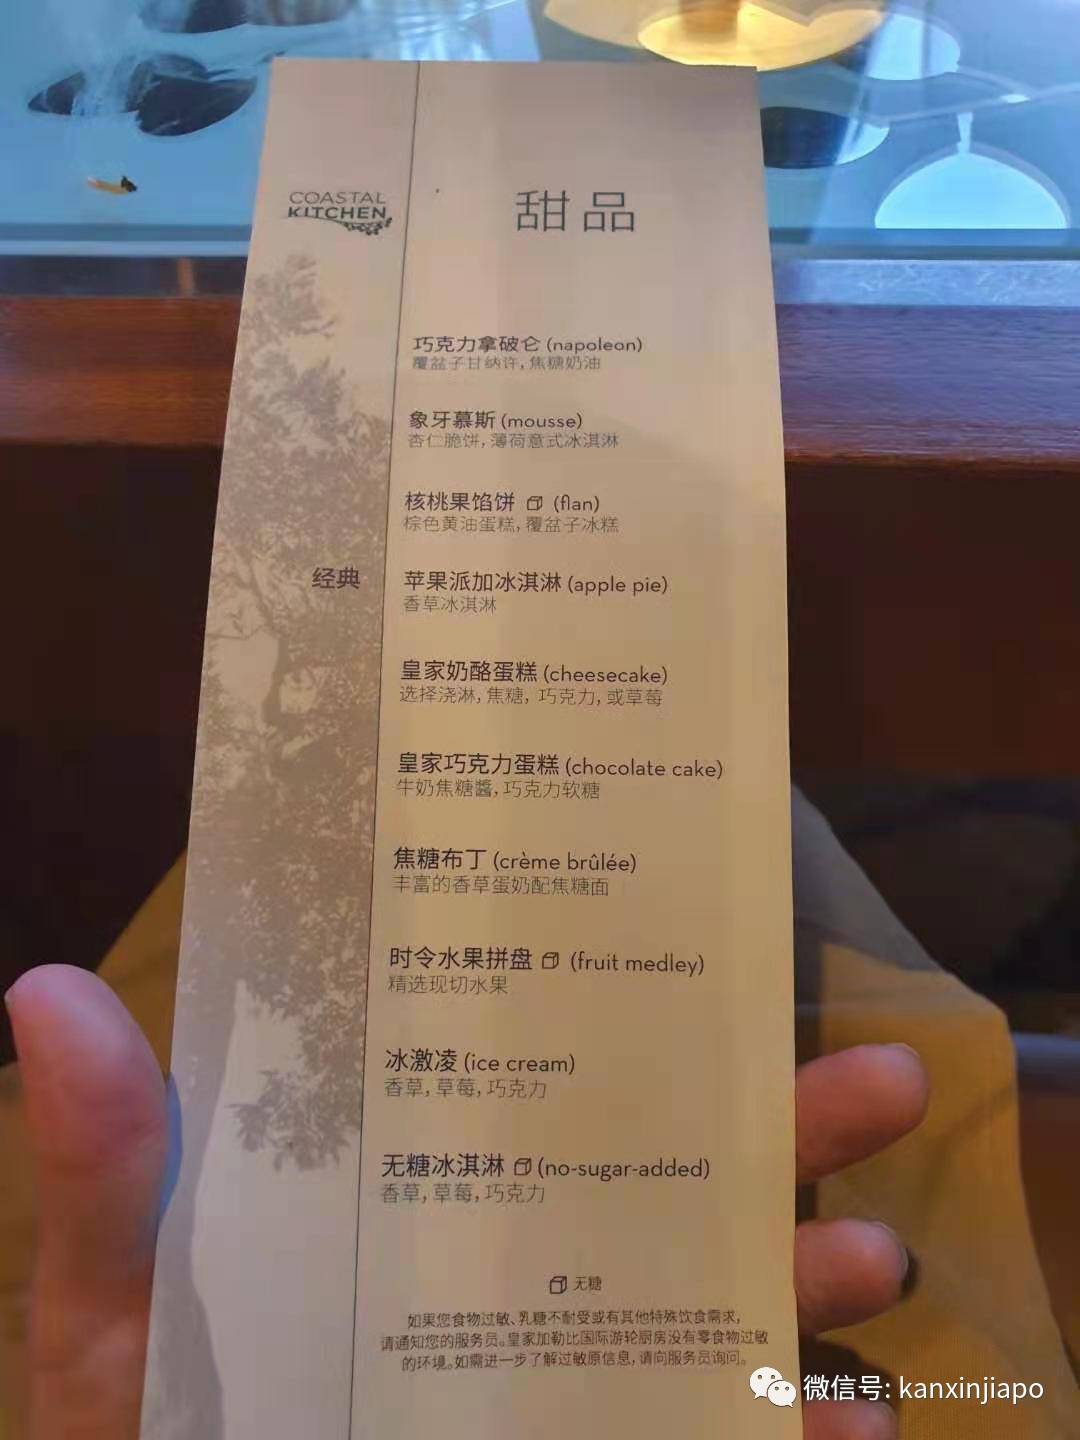 COASTAL
KITCHEN
甜品
巧克力拿破仑 (napoleon)
覆盆子甘纳许, 焦糖奶油
象牙慕斯 (mousse)
杏仁脆饼, 薄荷意式冰淇淋
核桃果馅饼 (flan)
棕色黄油蛋糕, 覆盆子冰糕
经典
苹果派加冰淇淋 (apple pie)
香草冰淇淋
皇家奶酪蛋糕 (cheesecake)
选择浇淋, 焦糖, 巧克力, 或草莓
皇家巧克力蛋糕 (chocolate cake)
牛奶焦糖醬, 巧克力软糖
焦糖布丁 (crème brûlée)
丰富的香草蛋奶配焦糖面
时令水果拼盘 (fruit medley)
精选现切水果
冰激凌 (ice cream)
香草, 草莓, 巧克力
无糖冰淇淋 (no-sugar-added)
香草, 草莓, 巧克力
无糖
如果您食物过敏、乳糖不耐受或有其他特殊饮食需求,
请通知您的服务员。皇家加勒比国际游轮厨房没有零食物过敏
的环境。如需进一步了解过敏原信息, 请向服务员询问。
微信号: kanxinjiapo